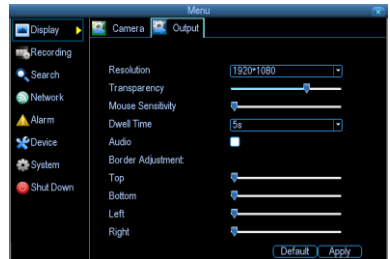 Menu
Display
Camera
Output
Recording
Search
Network
Alarm
Device
System
Shut Down
Resolution
1920*1080
Transparency
Mouse Sensitivity
Dwell Time
5s
Audio
Border Adjustment:
Top
Bottom
Left
Right
Default
Apply